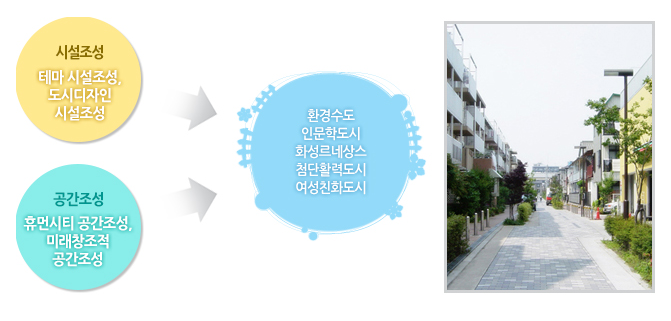 시설조성
테마 시설조성,
도시디자인
시설조성
공간조성
휴먼시티 공간조성,
미래창조적
공간조성
환경수도
인문학도시
화성르네상스
첨단활력도시
여성친화도시